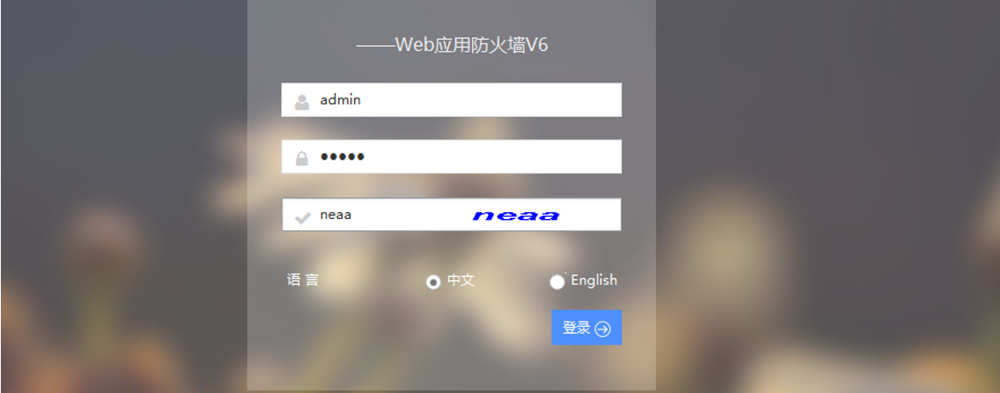 ——Web应用防火墙V6
admin
•••••
neaa neaa
语 言 中文 English
登录